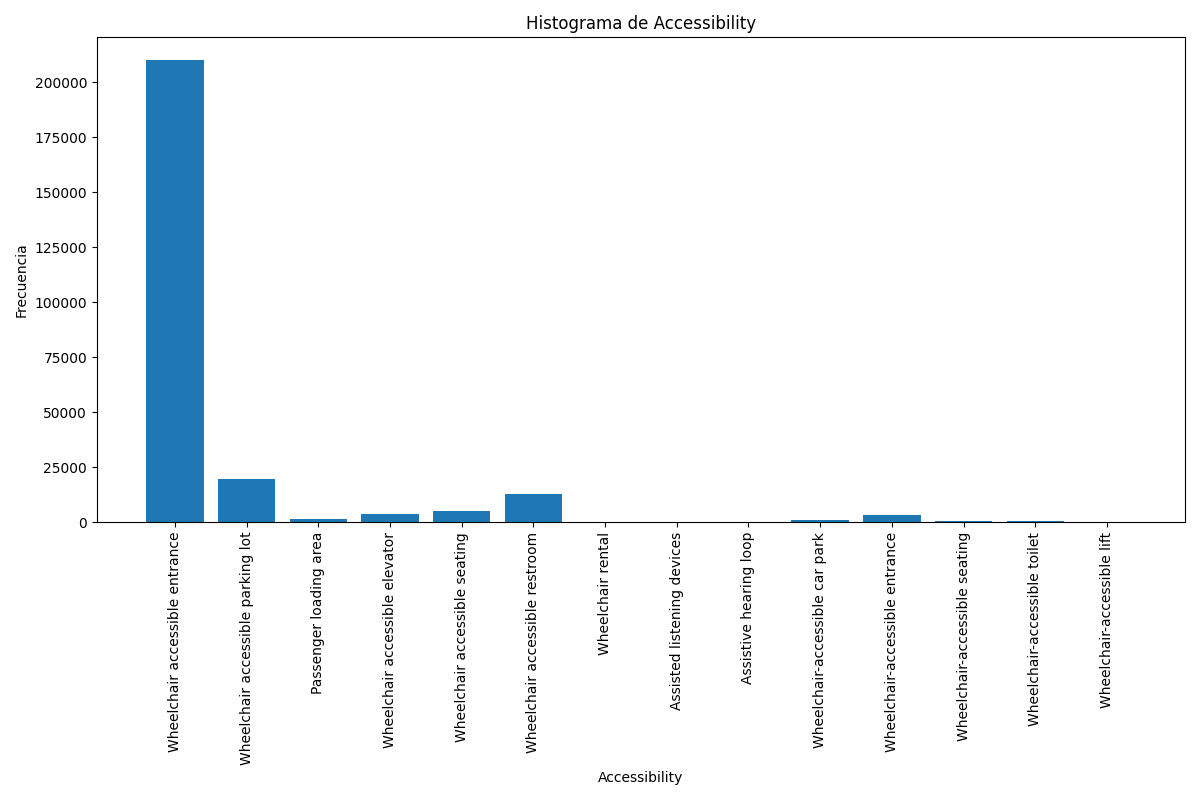 Histograma de Accessibility
Frecuencia
200000
175000
150000
125000
100000
75000
50000
25000
0
Wheelchair accessible entrance
Wheelchair accessible parking lot
Passenger loading area
Wheelchair accessible elevator
Wheelchair accessible seating
Wheelchair accessible restroom
Wheelchair rental
Assisted listening devices
Assistive hearing loop
Wheelchair-accessible car park
Wheelchair-accessible entrance
Wheelchair-accessible seating
Wheelchair-accessible toilet
Wheelchair-accessible lift
Accessibility